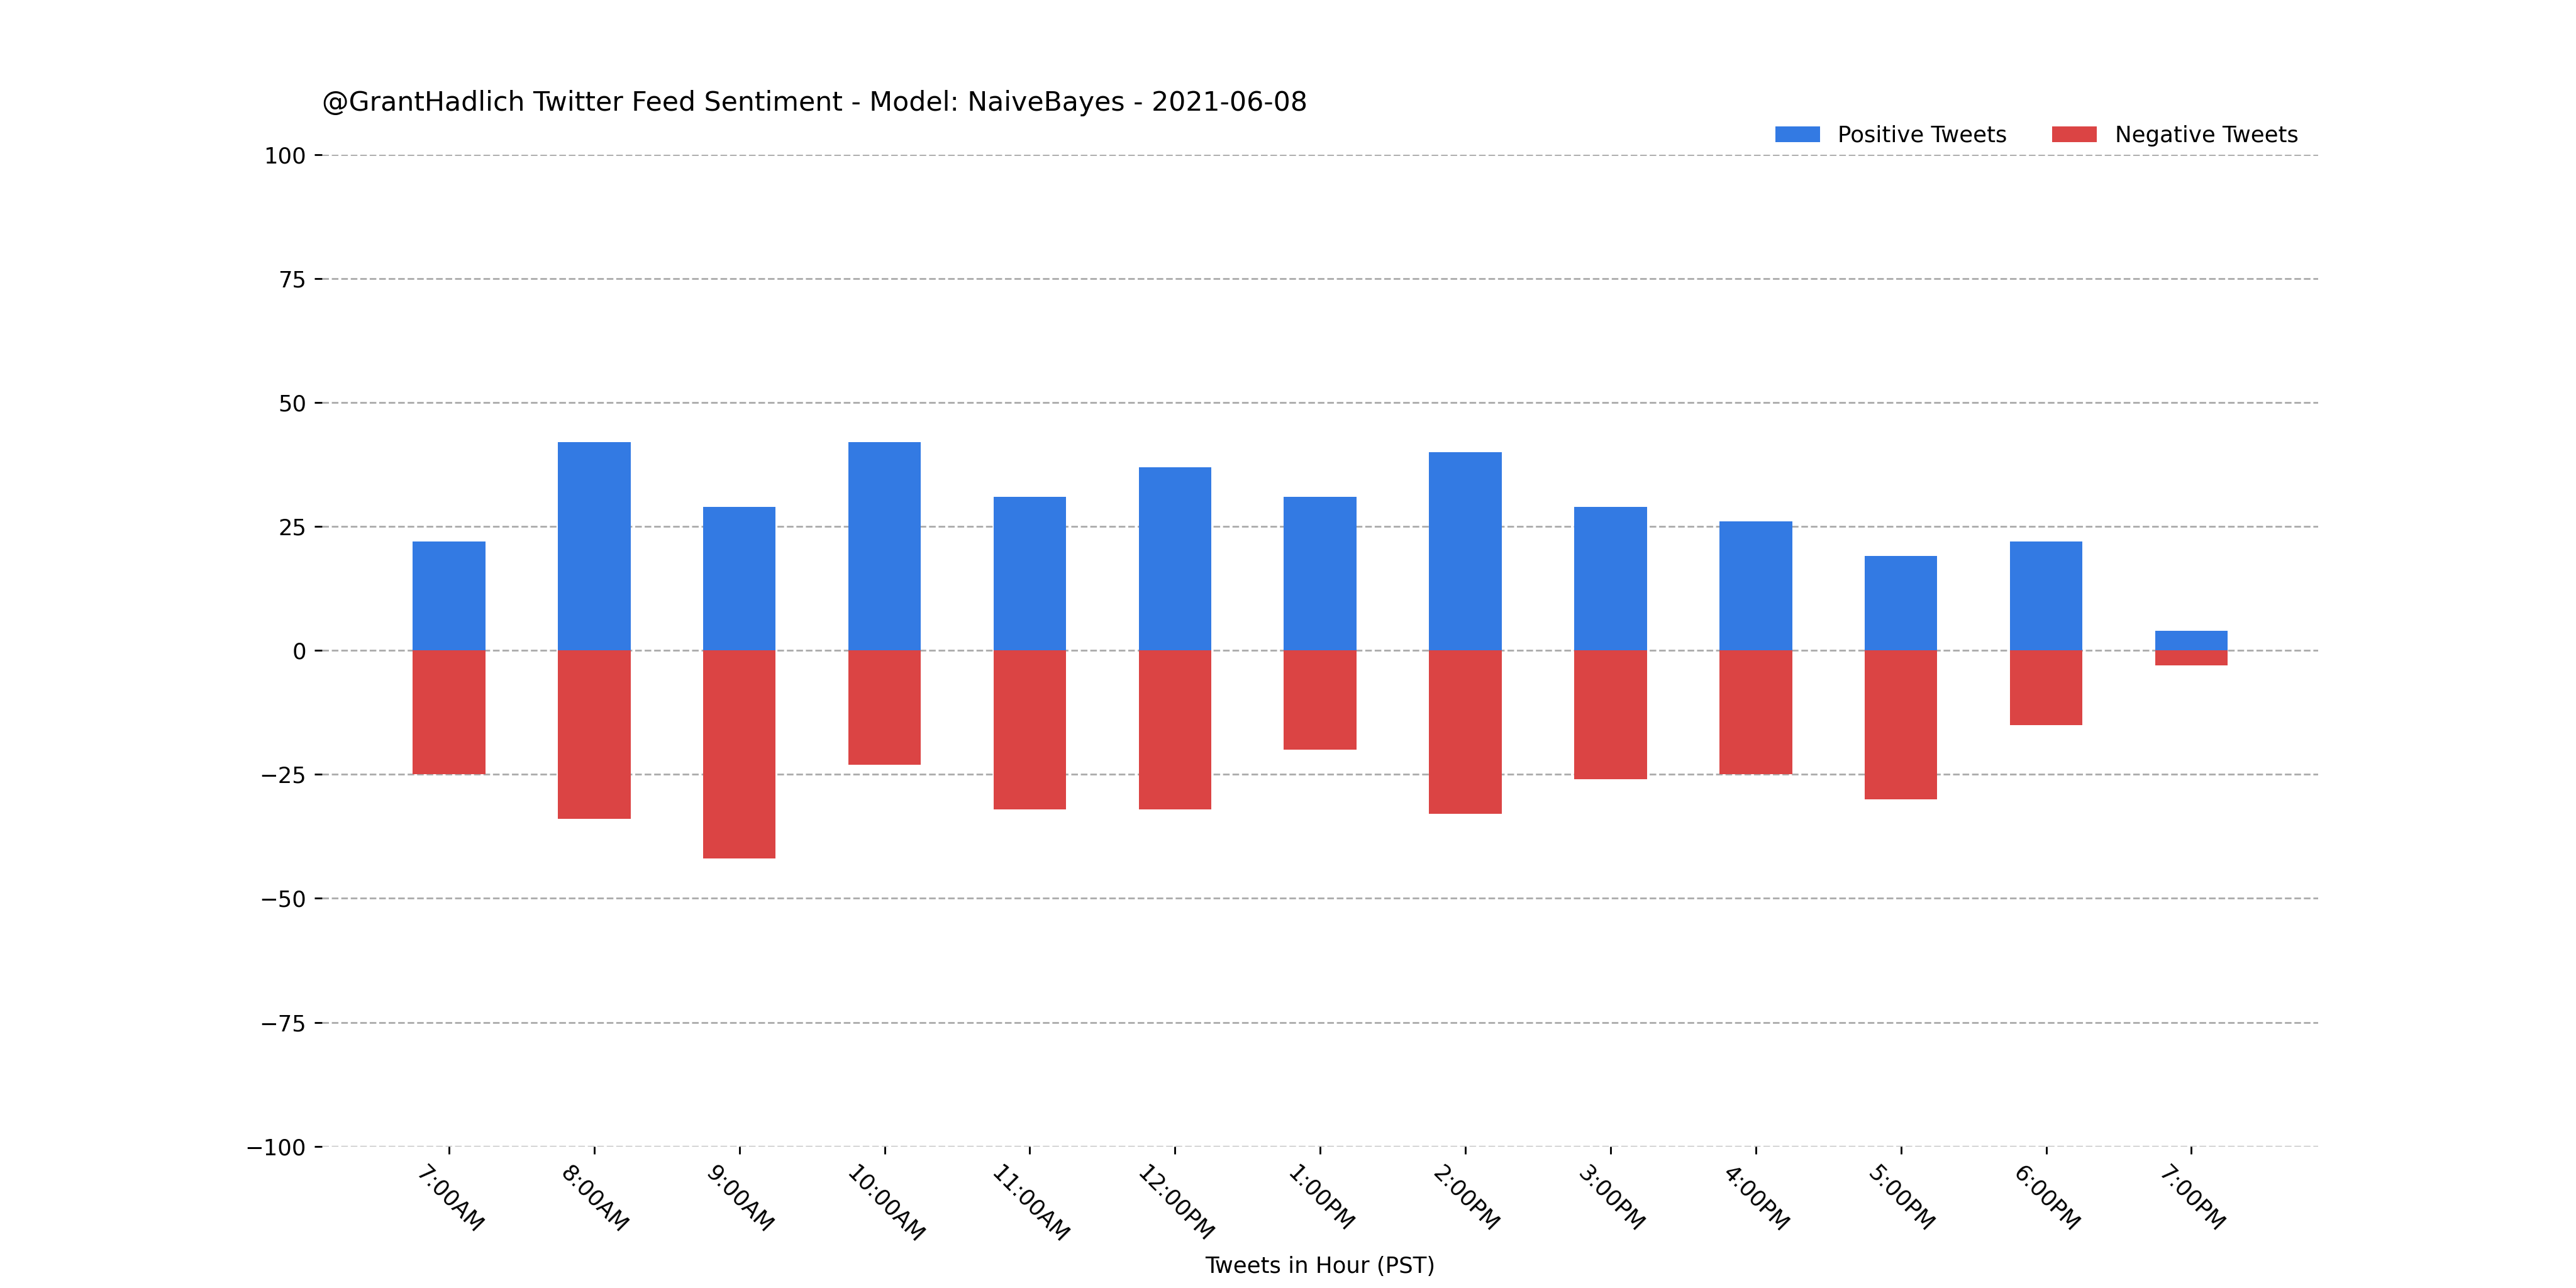 @GrantHadlich Twitter Feed Sentiment - Model: NaiveBayes - 2021-06-08
Positive Tweets
Negative Tweets
100
75
50
25
0
−25
−50
−75
−100
7:00AM
8:00AM
9:00AM
10:00AM
11:00AM
12:00PM
1:00PM
2:00PM
3:00PM
4:00PM
5:00PM
6:00PM
7:00PM
Tweets in Hour (PST)